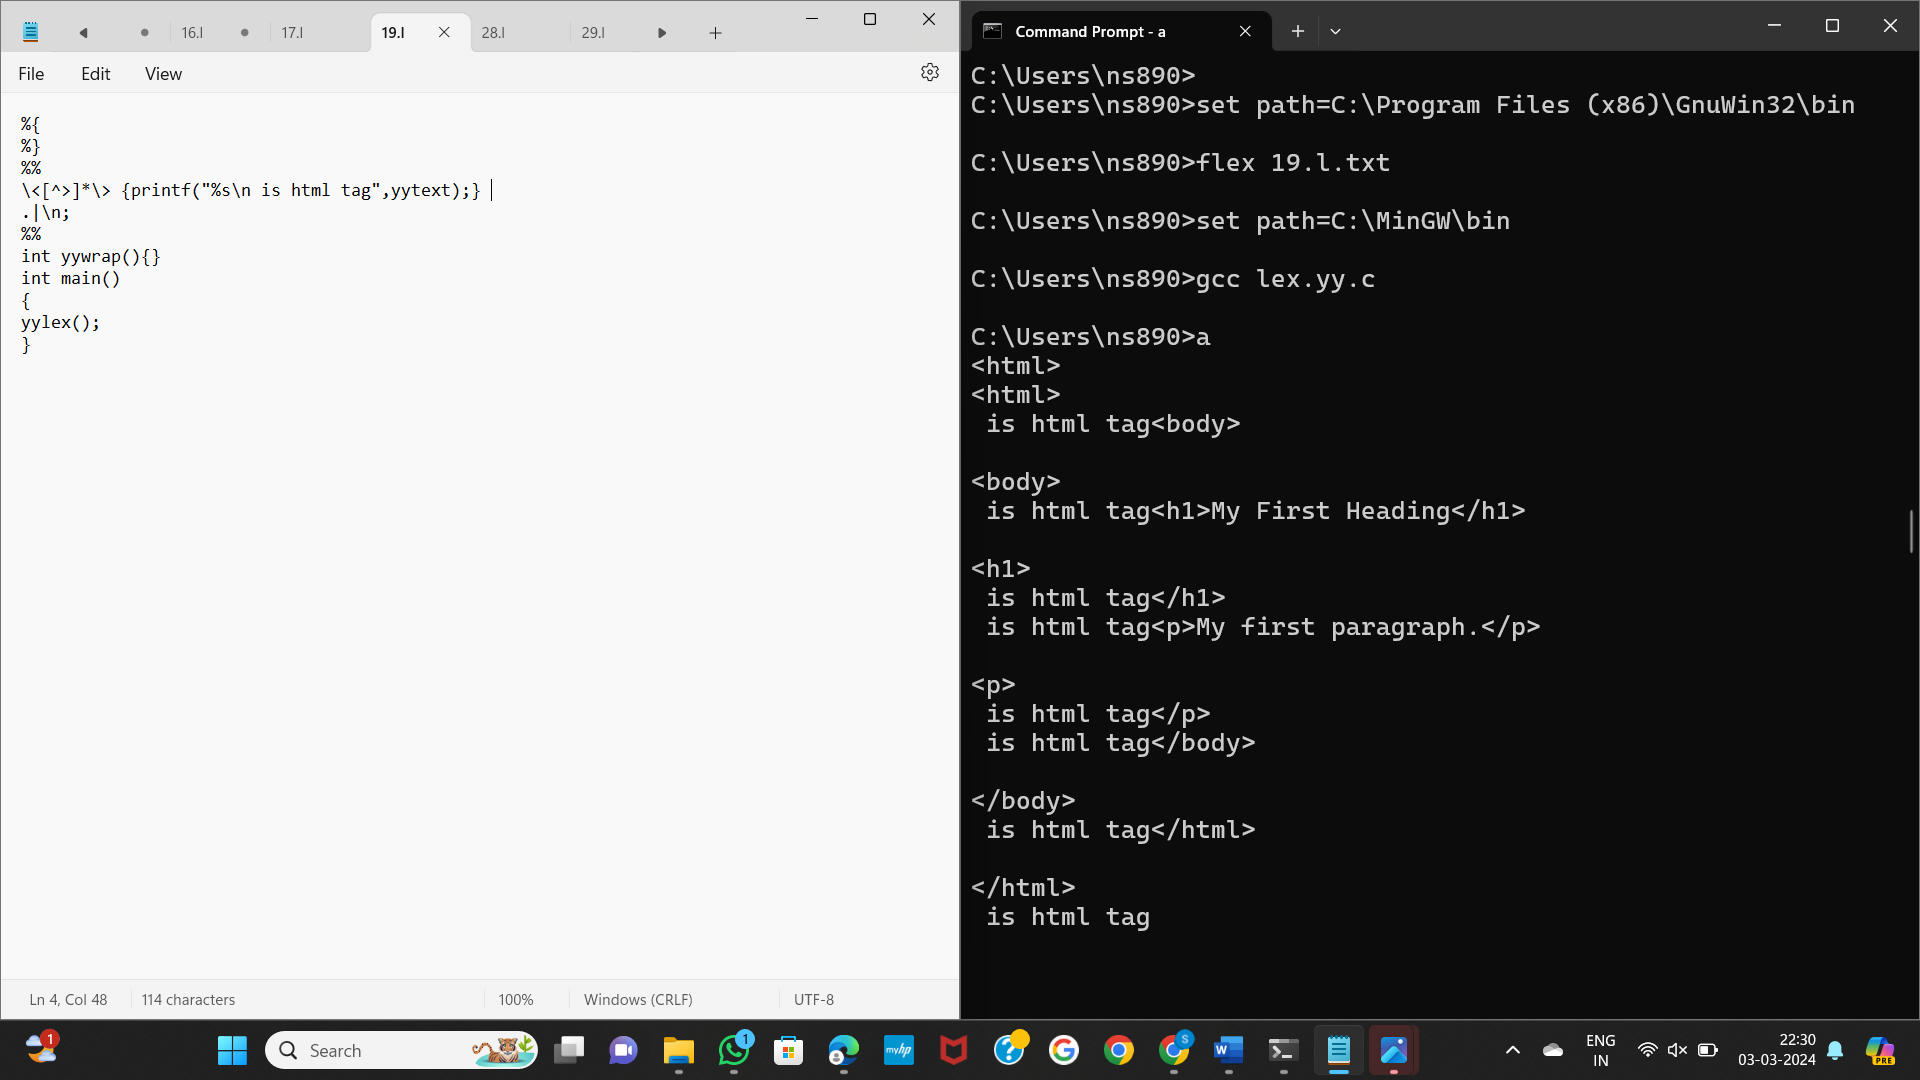 16.l
17.l
19.l
28.l
29.l
File
Edit
View
%{
%}
%%
\<[^>]*\> {printf("%s\n is html tag",yytext);}
.|\n;
%%
int yywrap(){}
int main()
{
yylex();
}
Ln 4, Col 48
114 characters
100%
Windows (CRLF)
UTF-8
Command Prompt - a
C:\Users\ns890>
C:\Users\ns890>set path=C:\Program Files (x86)\GnuWin32\bin
C:\Users\ns890>flex 19.l.txt
C:\Users\ns890>set path=C:\MinGW\bin
C:\Users\ns890>gcc lex.yy.c
C:\Users\ns890>a
<html>
<html>
 is html tag<body>
<body>
 is html tag<h1>My First Heading</h1>
<h1>
 is html tag</h1>
 is html tag<p>My first paragraph.</p>
<p>
 is html tag</p>
 is html tag</body>
</body>
 is html tag</html>
</html>
 is html tag
1
Search
1
myhp
S
W
ENG
IN
22:30
03-03-2024
PRE